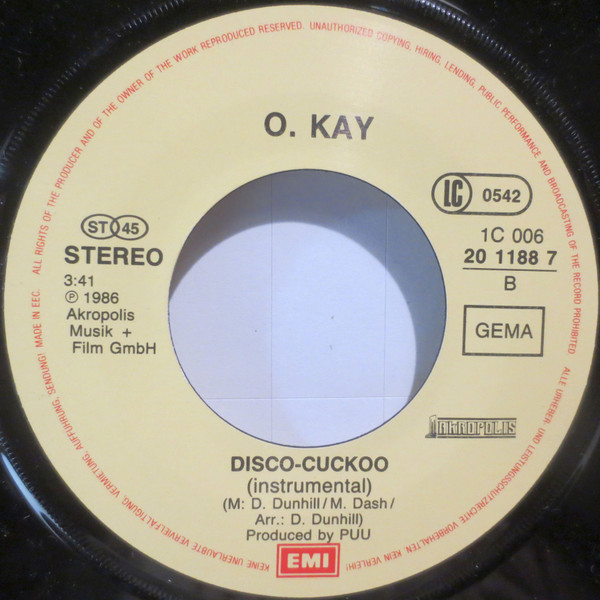 ALL RIGHTS OF THE PRODUCER AND OF THE OWNER OF THE WORK REPRODUCED RESERVED. UNAUTHORIZED COPYING, HIRING, LENDING, PUBLIC PERFORMANCE AND BROADCASTING OF THE RECORD PROHIBITED.
ALLE URHEBER- UND LEISTUNGSSCHUTZRECHTE VORBEHALTEN. KEIN VERLEIH! KEINE UNERLAUBTE VERVIELFÄLTIGUNG, VERMIETUNG, AUFFÜHRUNG, SENDUNG! MADE IN EEC.
O. KAY
LC 0542
ST 45
STEREO
3:41
℗ 1986
Akropolis
Musik +
Film GmbH
1C 006
20 1188 7
B
GEMA
AKROPOLIS
DISCO-CUCKOO
(instrumental)
(M: D. Dunhill/M. Dash/
Arr.: D. Dunhill)
Produced by PUU
EMI